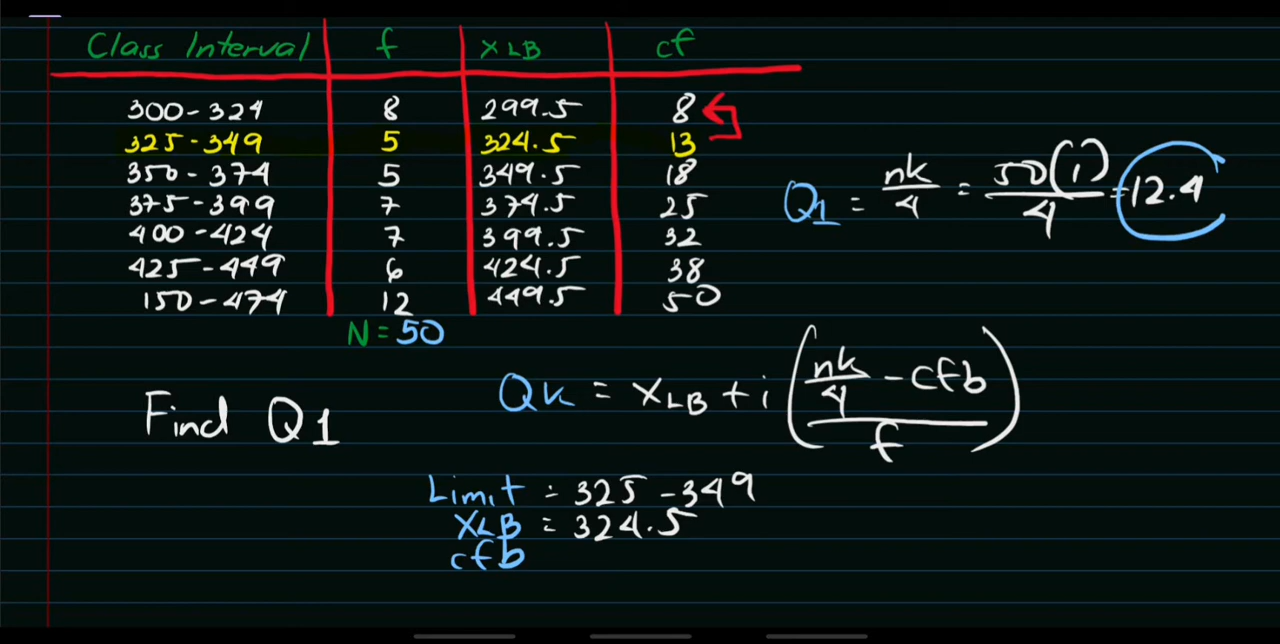 Class Interval f XLB cf
300-324 8 299.5 8
325-349 5 324.5 13
350-374 5 349.5 18
375-399 7 374.5 25
400-424 7 399.5 32
425-449 6 424.5 38
150-474 12 449.5 50
N = 50
Q1 = nk/4 = 50(1)/4 = 12.4
Find Q1
Qk = XLB + i (nk/4 - cfb / f)
Limit = 325-349
XLB = 324.5
cfb